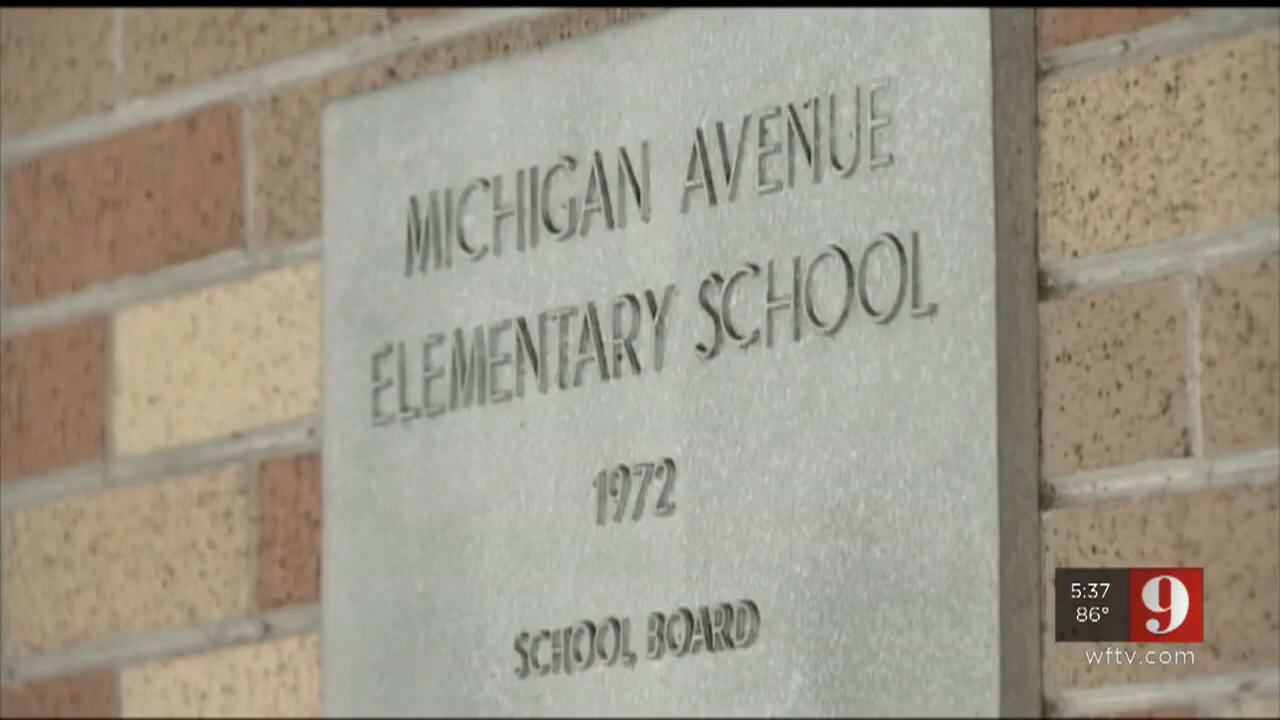 MICHIGAN AVENUE
ELEMENTARY SCHOOL
1972
SCHOOL BOARD
5:37
86°
9
wftv.com